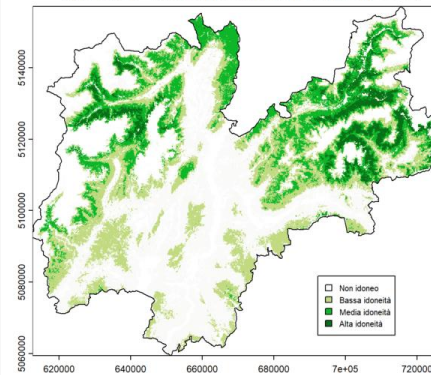 5140000
5120000
5100000
5080000
5060000
Non idoneo
Bassa idoneità
Media idoneità
Alta idoneità
620000 640000 660000 680000 7e+05 720000